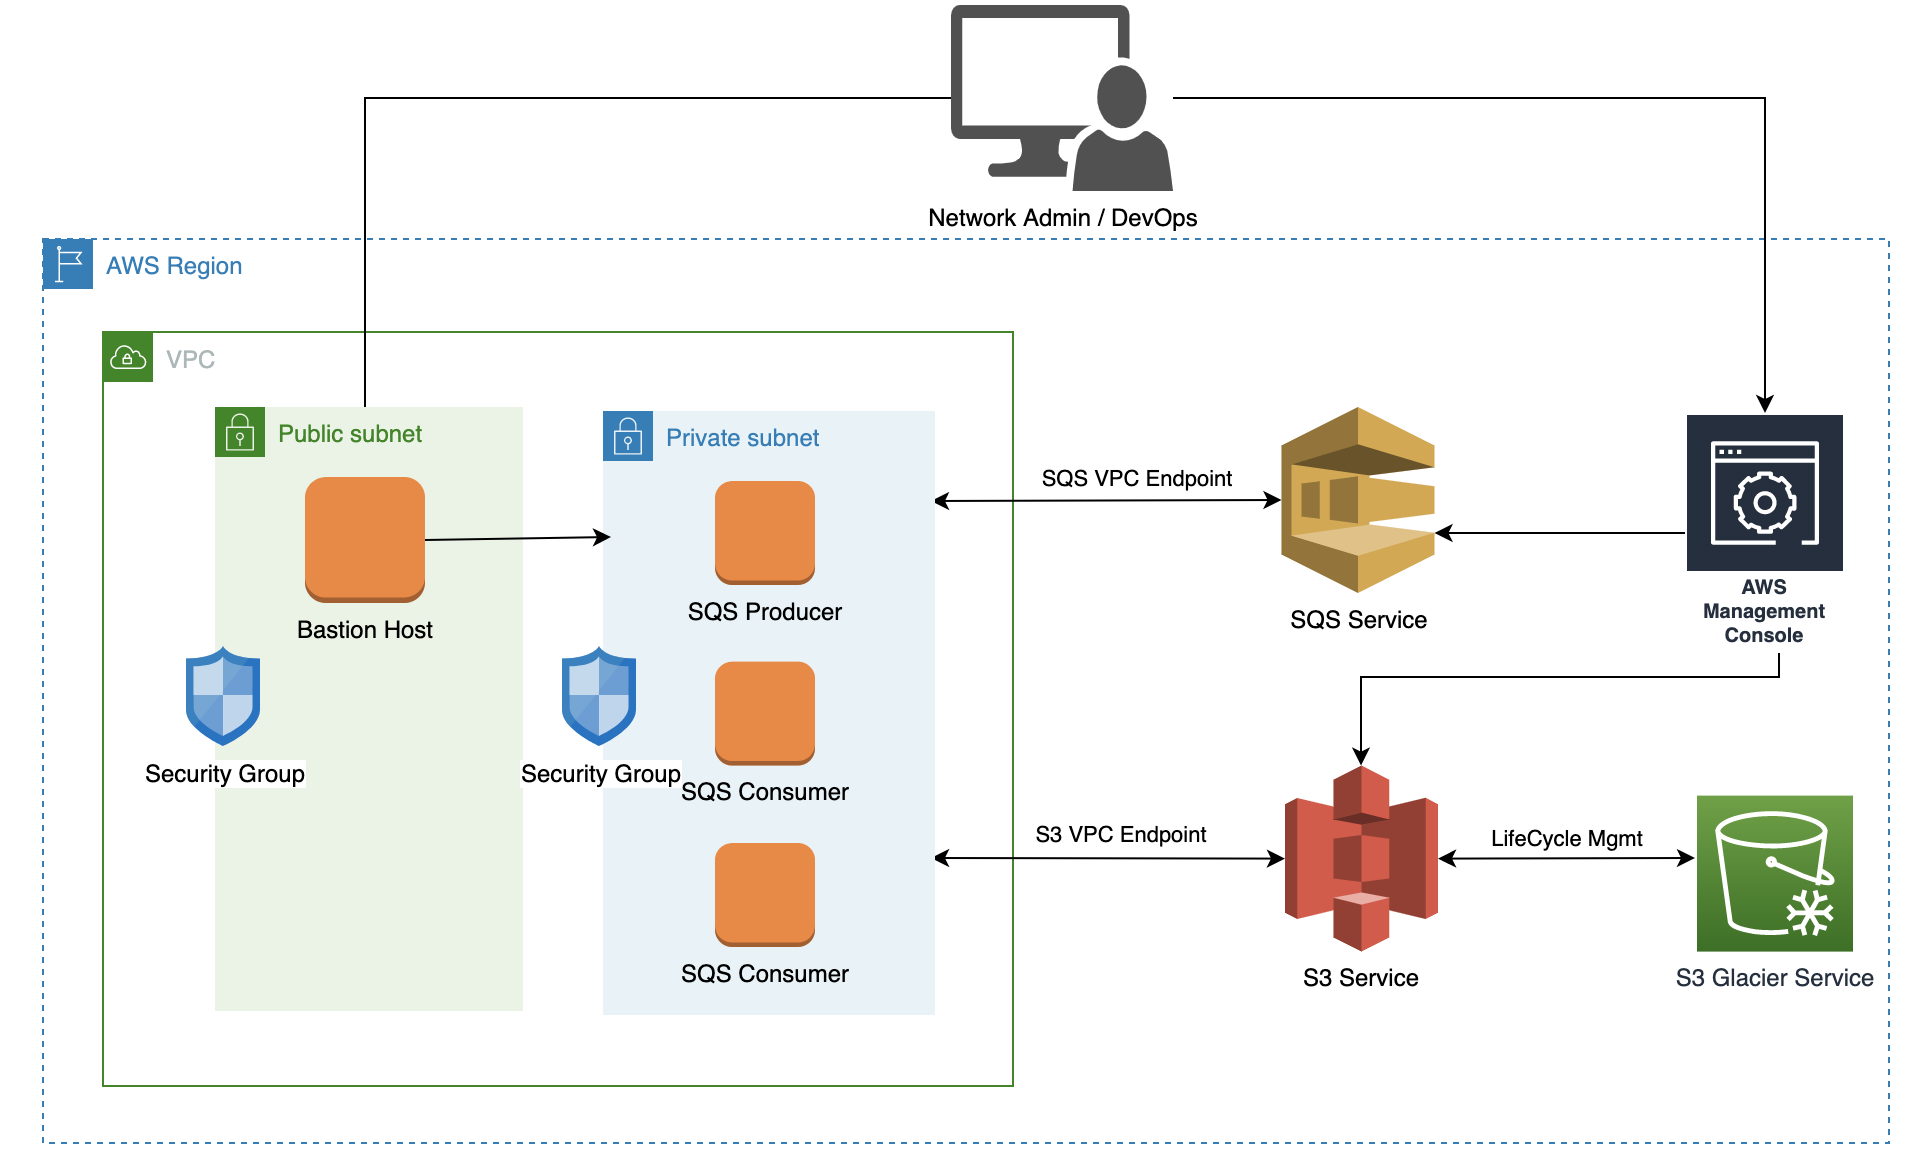 Network Admin / DevOps
AWS Region
VPC
Public subnet
Private subnet
SQS VPC Endpoint
Bastion Host
SQS Producer
SQS Service
AWS
Management
Console
Security Group
Security Group
SQS Consumer
S3 VPC Endpoint
LifeCycle Mgmt
SQS Consumer
S3 Service
S3 Glacier Service